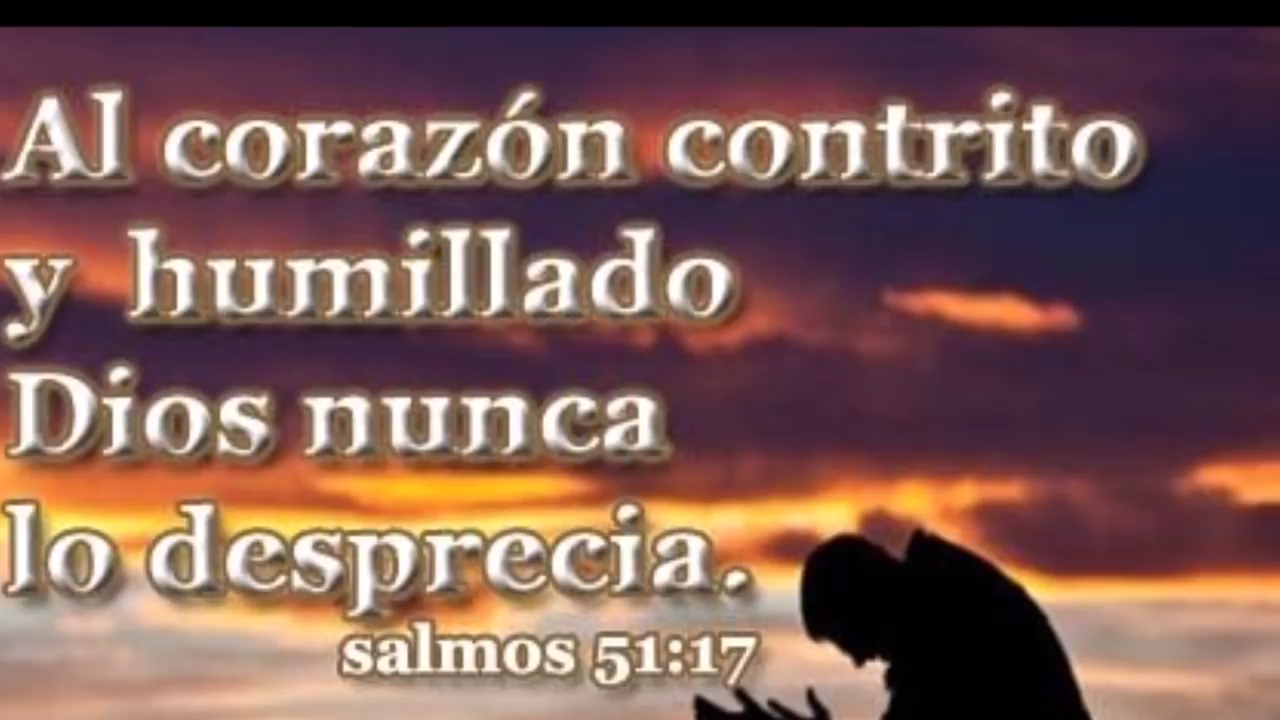 Al corazón contrito
y humillado
Dios nunca
lo desprecia.
salmos 51:17